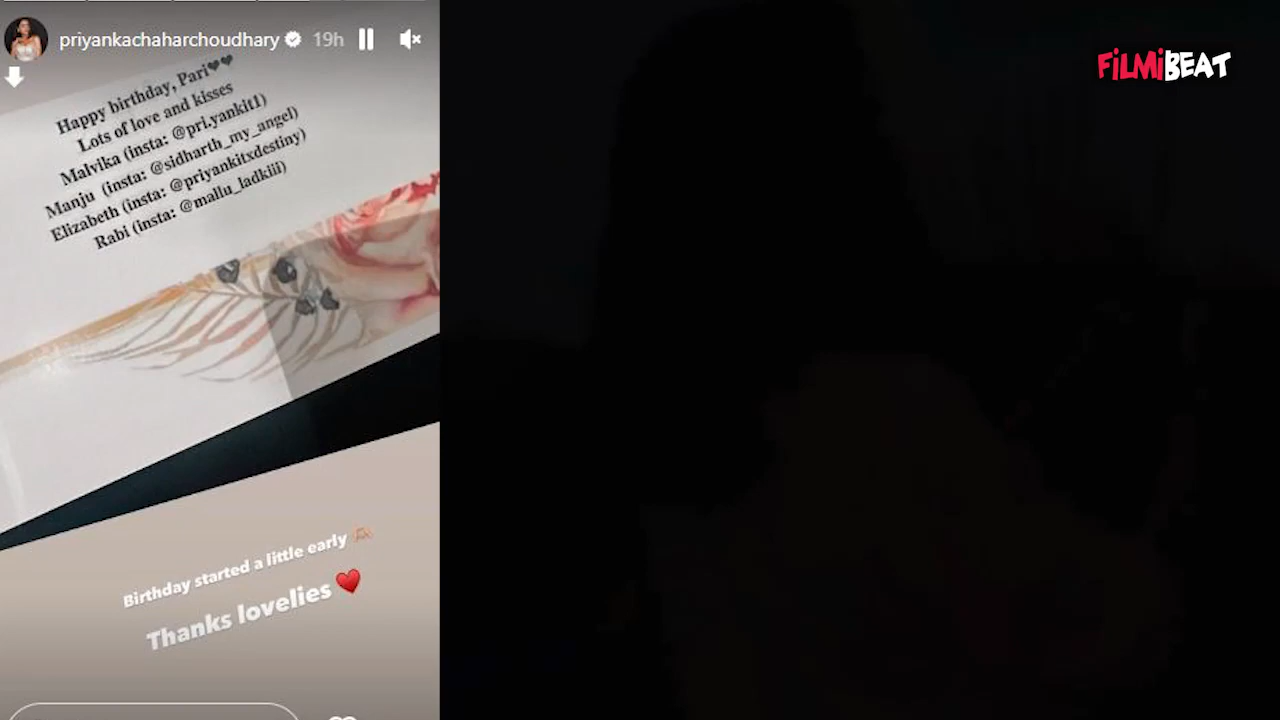 priyankachaharchoudhary 19h
FILMIBEAT
Happy birthday, Pari❤❤
Lots of love and kisses
Malvika (insta: @pri.yankit1)
Manju (insta: @sidharth_my_angel)
Elizabeth (insta: @priyankitxdestiny)
Rabi (insta: @mallu_ladkiii)
Birthday started a little early 🫶🏼
Thanks lovelies ♥️